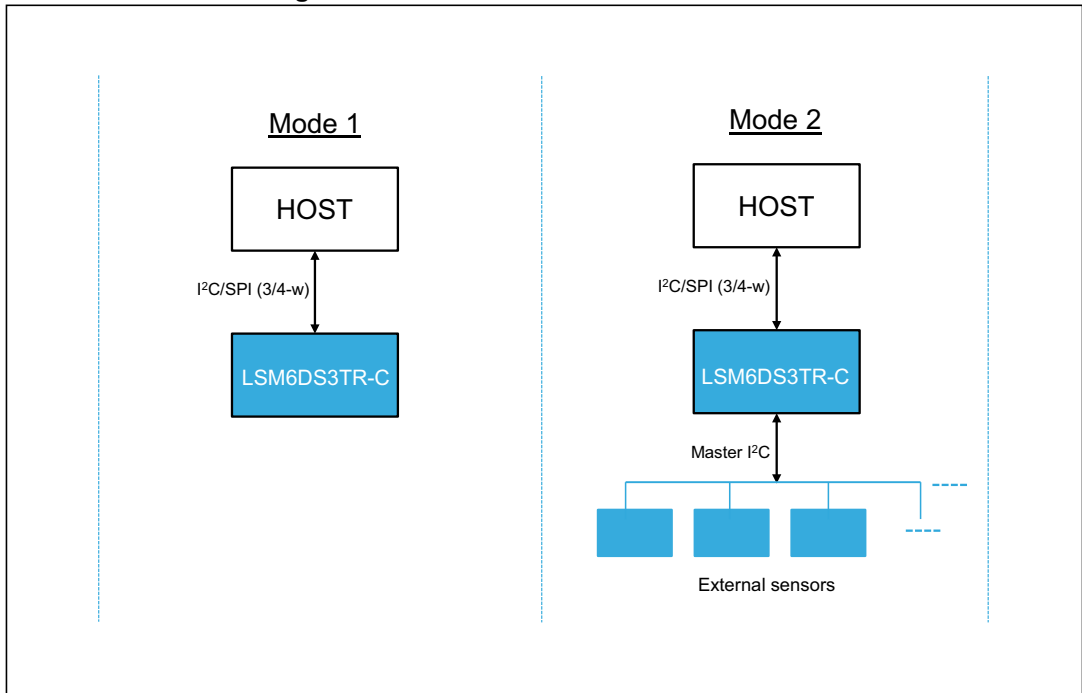 Mode 1
HOST
I²C/SPI (3/4-w)
LSM6DS3TR-C
Mode 2
HOST
I²C/SPI (3/4-w)
LSM6DS3TR-C
Master I²C
External sensors